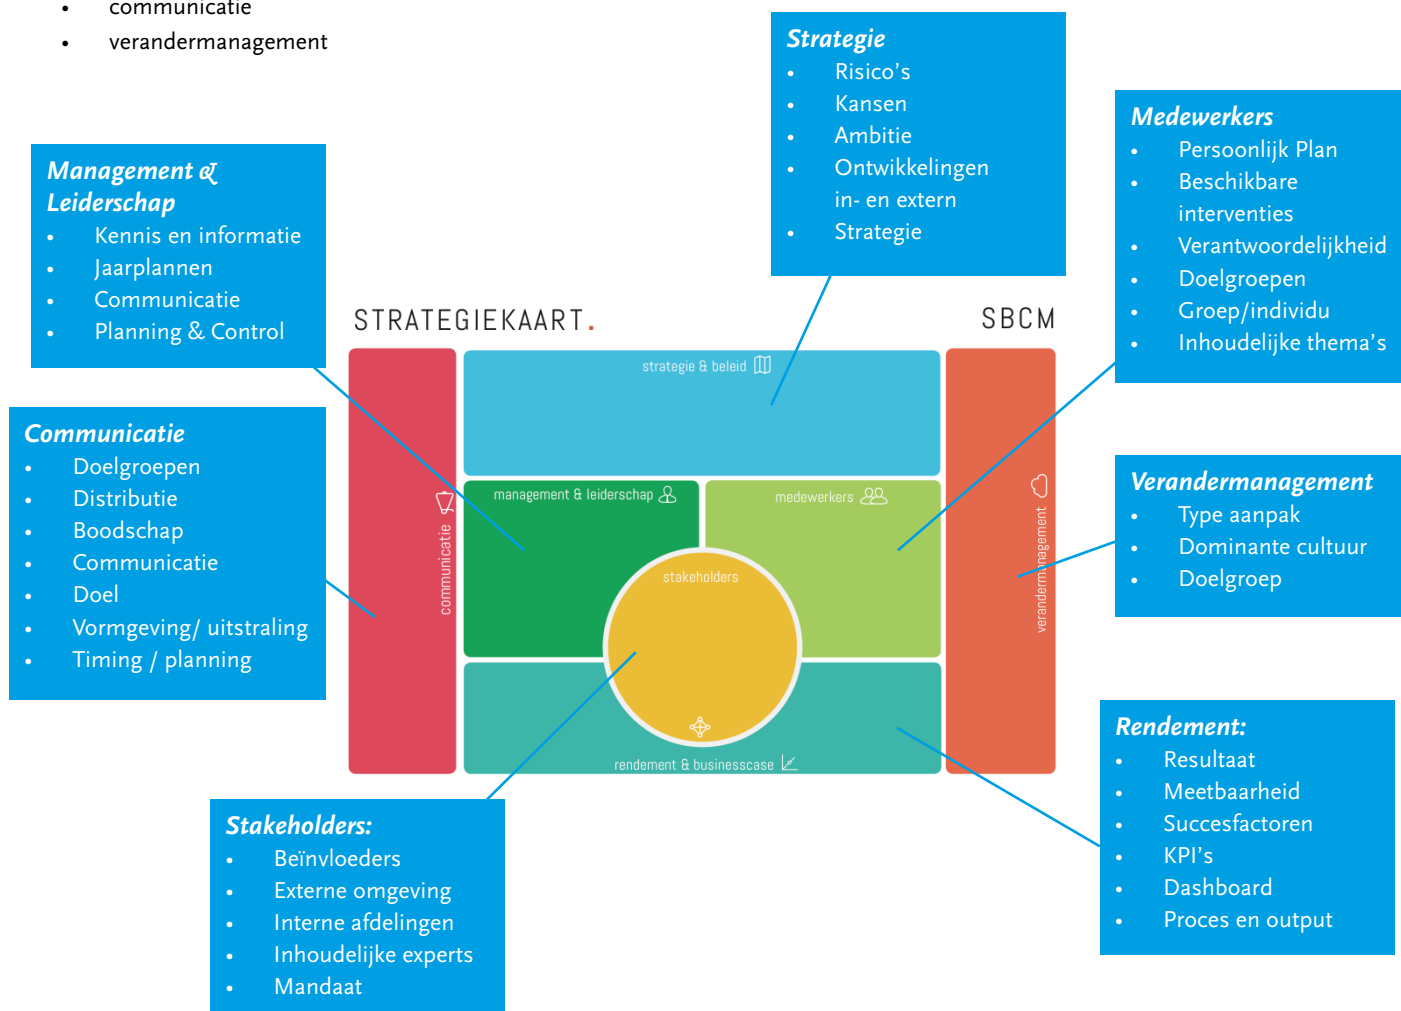 • communicatie
• verandermanagement
Strategie
• Risico's
• Kansen
• Ambitie
• Ontwikkelingen
in- en extern
• Strategie
Medewerkers
• Persoonlijk Plan
• Beschikbare
interventies
• Verantwoordelijkheid
• Doelgroepen
• Groep/individu
• Inhoudelijke thema's
Management &
Leiderschap
• Kennis en informatie
• Jaarplannen
• Communicatie
• Planning & Control
STRATEGIEKAART.
SBCM
strategie & beleid
management & leiderschap
medewerkers
stakeholders
communicatie
verandermanagement
rendement & businesscase
Communicatie
• Doelgroepen
• Distributie
• Boodschap
• Communicatie
• Doel
• Vormgeving/ uitstraling
• Timing / planning
Verandermanagement
• Type aanpak
• Dominante cultuur
• Doelgroep
Rendement:
• Resultaat
• Meetbaarheid
• Succesfactoren
• KPI's
• Dashboard
• Proces en output
Stakeholders:
• Beïnvloeders
• Externe omgeving
• Interne afdelingen
• Inhoudelijke experts
• Mandaat